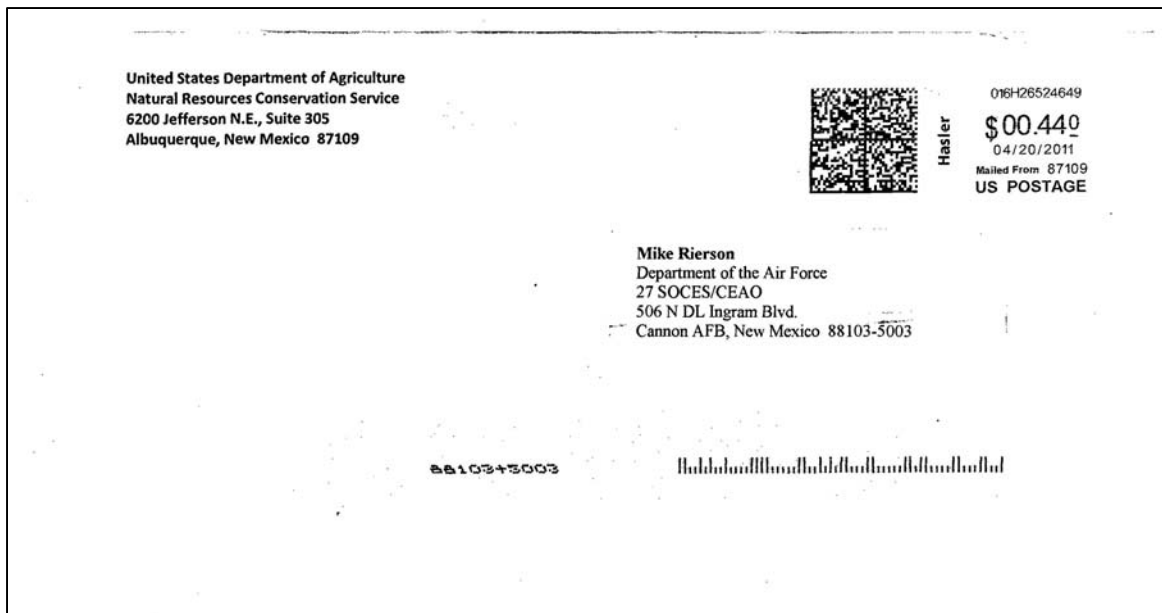 United States Department of Agriculture
Natural Resources Conservation Service
6200 Jefferson N.E., Suite 305
Albuquerque, New Mexico 87109
016H26524649
Hasler
$00.440
04/20/2011
Mailed From 87109
US POSTAGE
Mike Rierson
Department of the Air Force
27 SOCES/CEAO
506 N DL Ingram Blvd.
Cannon AFB, New Mexico 88103-5003
88103+5003